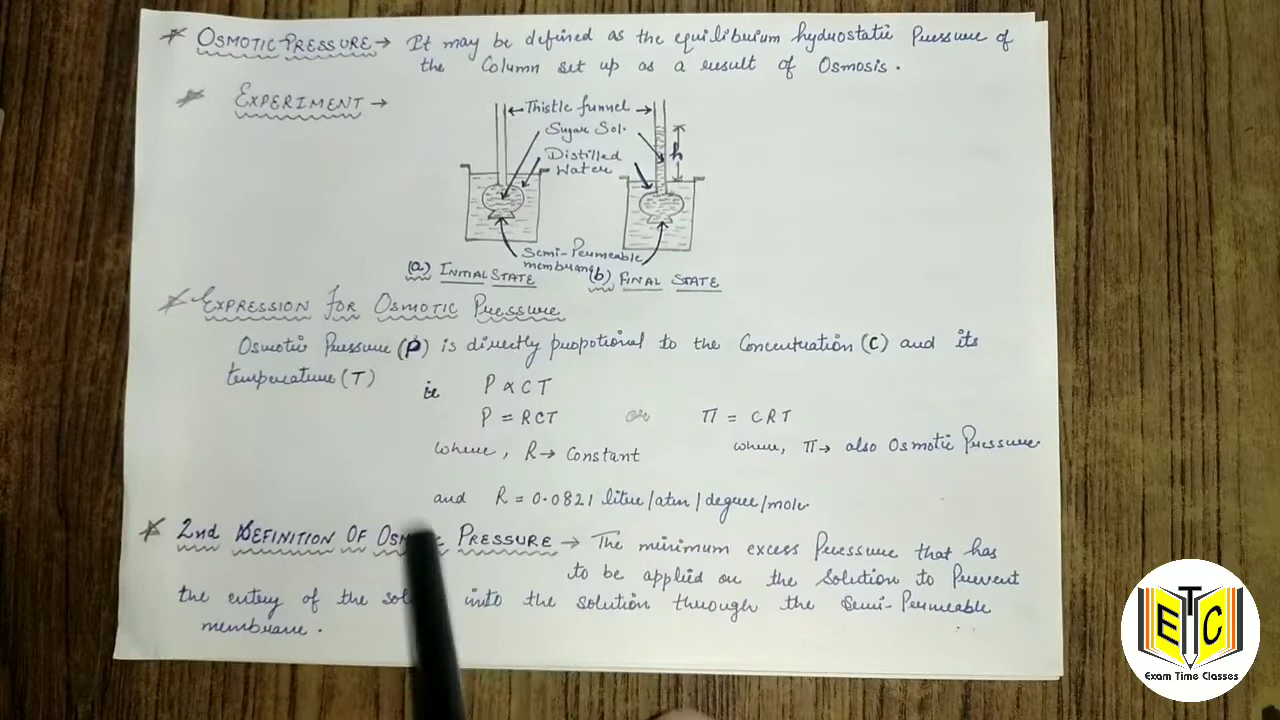 OSMOTIC PRESSURE → It may be defined as the equilibrium hydrostatic Pressure of
the Column set up as a result of Osmosis.
EXPERIMENT →
Thistle funnel
Sugar Sol.
Distilled
Water
h
Semi-Permeable
membrane
(a) INITIAL STATE (b) FINAL STATE
EXPRESSION FOR OSMOTIC PRESSURE
Osmotic Pressure (P) is directly propotional to the Concentration (C) and its
temperature (T)
ie P ∝ CT
P = RCT or π = CRT
where, R → Constant where, π → also Osmotic Pressure
and R = 0.0821 litre/atm/degree/mole.
2nd DEFINITION OF PRESSURE → The minimum excess Pressure that has
to be applied on the Solution to Prevent
the entry of the into the solution through the Semi-Permeable
membrane.
ETC
Exam Time Classes